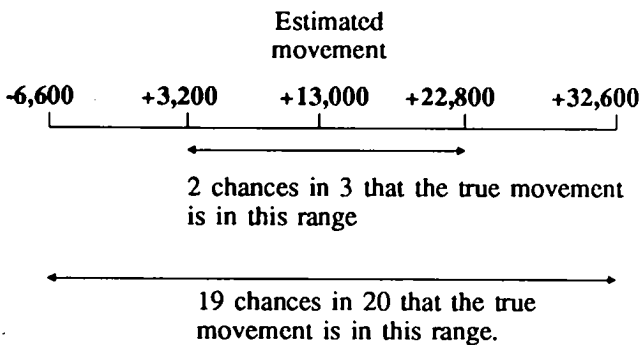 Estimated
movement
-6,600 +3,200 +13,000 +22,800 +32,600
2 chances in 3 that the true movement
is in this range
19 chances in 20 that the true
movement is in this range.